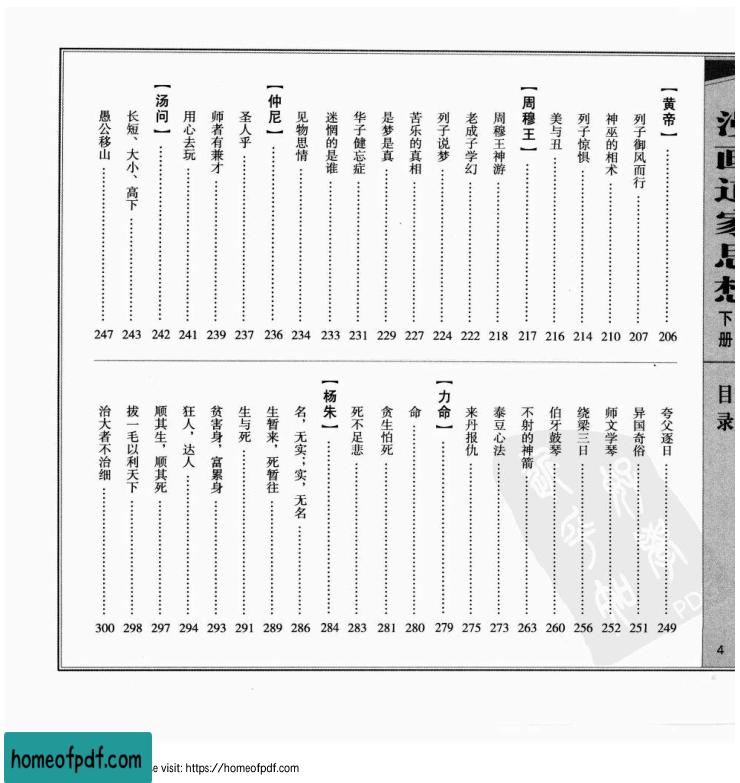 漫画道家思想 下册
目录
4
【黄帝】 206
列子御风而行 207
神巫的相术 210
列子惊惧 214
美与丑 216
【周穆王】 217
周穆王神游 218
老成子学幻 222
列子说梦 224
苦乐的真相 227
是梦是真 229
华子健忘症 231
迷惘的是谁 233
见物思情 234
【仲尼】 236
圣人乎 237
师者有兼才 239
用心去玩 241
【汤问】 242
长短、大小、高下 243
愚公移山 247
夸父逐日 249
异国奇俗 251
师文学琴 252
绕梁三日 256
伯牙鼓琴 260
不射的神箭 263
泰豆心法 273
来丹报仇 275
【力命】 279
命 280
贪生怕死 281
死不足悲 283
【杨朱】 284
名，无实；实，无名 286
生暂来，死暂往 289
生与死 291
贫害身，富累身 293
狂人，达人 294
顺其生，顺其死 297
拔一毛以利天下 298
治大者不治细 300
PDF
homeofpdf.com
e visit: https://homeofpdf.com